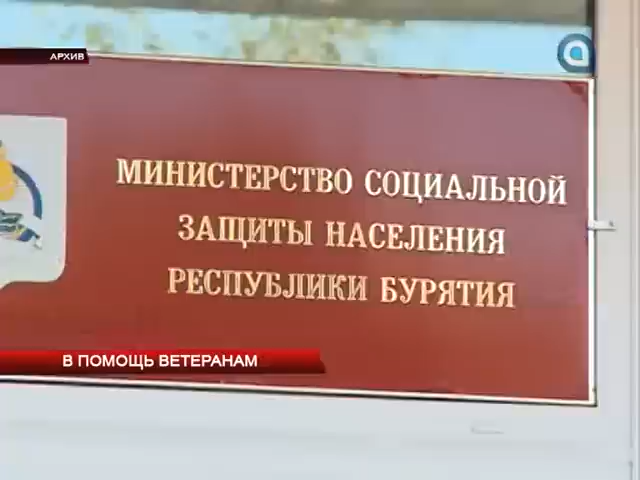 АРХИВ
МИНИСТЕРСТВО СОЦИАЛЬНОЙ
ЗАЩИТЫ НАСЕЛЕНИЯ
РЕСПУБЛИКИ БУРЯТИЯ
В ПОМОЩЬ ВЕТЕРАНАМ